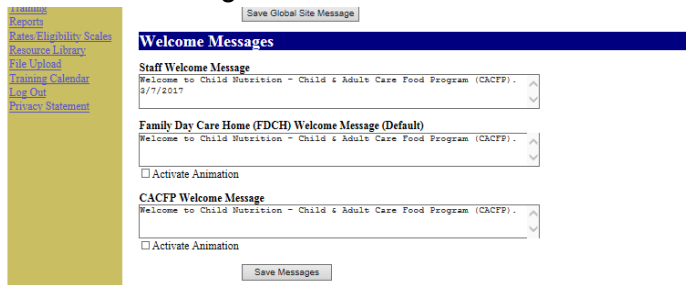 Training
Reports
Rates/Eligibility Scales
Resource Library
File Upload
Training Calendar
Log Out
Privacy Statement
Save Global Site Message
Welcome Messages
Staff Welcome Message
Welcome to Child Nutrition - Child & Adult Care Food Program (CACFP).
3/7/2017
Family Day Care Home (FDCH) Welcome Message (Default)
Welcome to Child Nutrition - Child & Adult Care Food Program (CACFP).
Activate Animation
CACFP Welcome Message
Welcome to Child Nutrition - Child & Adult Care Food Program (CACFP).
Activate Animation
Save Messages